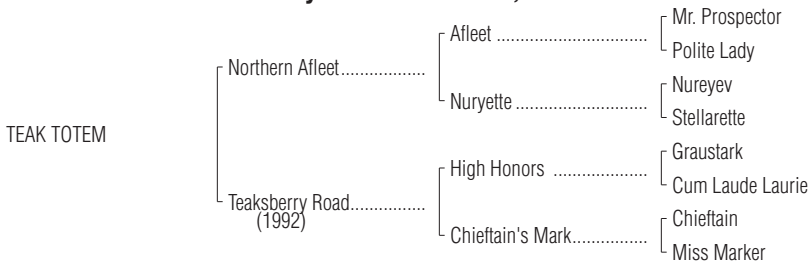 Mr. Prospector
Afleet ..................................
Polite Lady
Northern Afleet..................
Nureyev
Nuryette ..............................
Stellarette
TEAK TOTEM
Graustark
High Honors .....................
Cum Laude Laurie
Teaksberry Road................
(1992)
Chieftain
Chieftain's Mark.................
Miss Marker